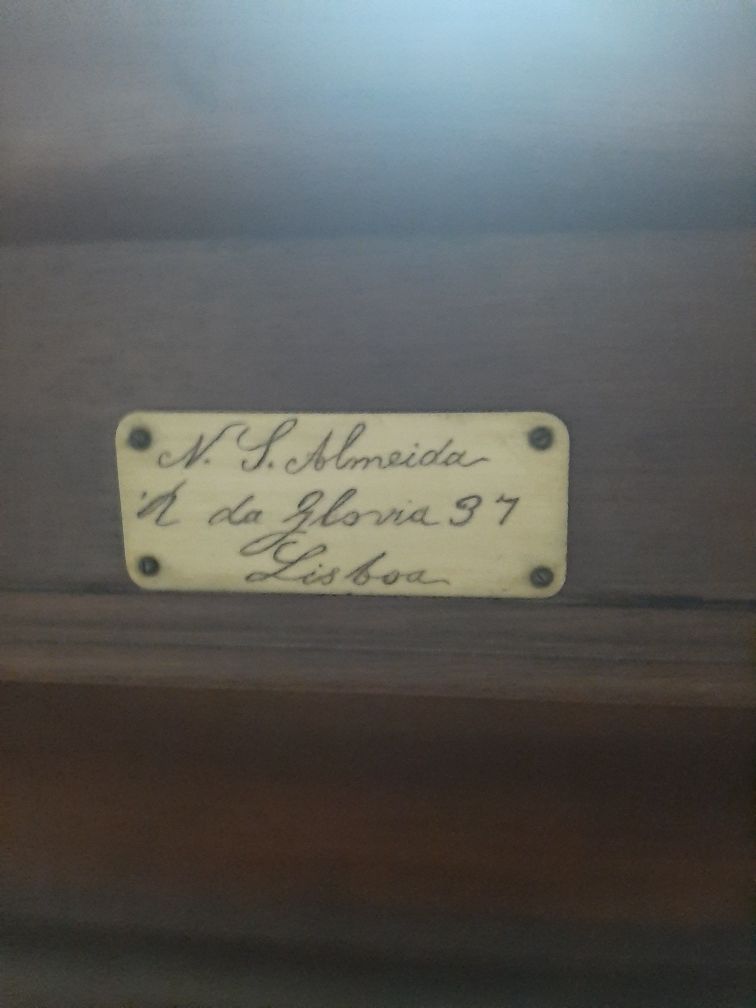 N. S. Almeida
R da Gloria 37
Lisboa